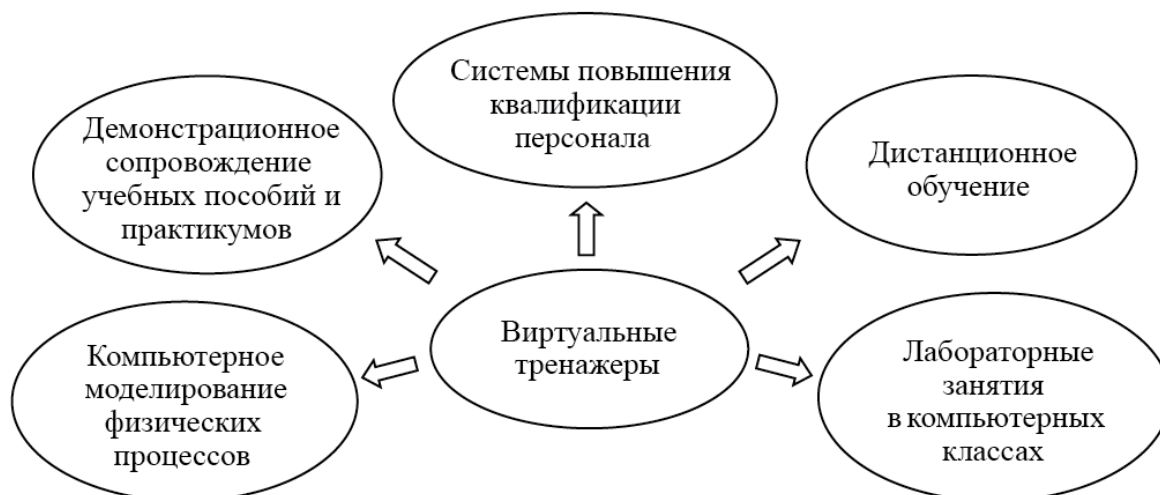 Системы повышения
квалификации
персонала
Демонстрационное
сопровождение
учебных пособий и
практикумов
Дистанционное
обучение
Виртуальные
тренажеры
Компьютерное
моделирование
физических
процессов
Лабораторные
занятия
в компьютерных
классах